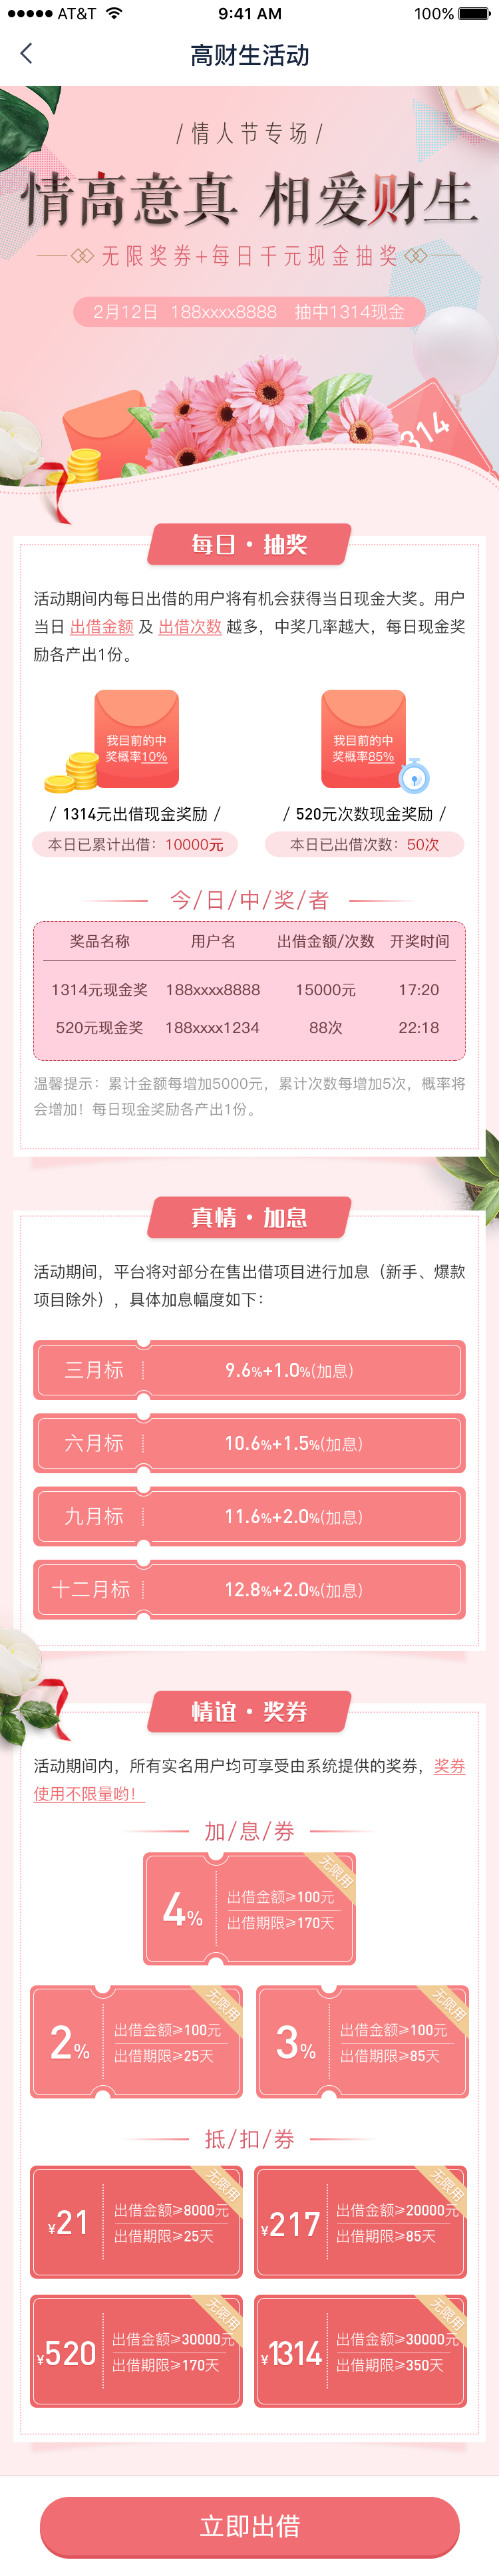 AT&T 9:41 AM 100%
高财生活动
/情人节专场/
情高意真 相爱财生
无限奖券+每日千元现金抽奖
2月12日 188xxxx8888 抽中1314现金
314
每日·抽奖
活动期间内每日出借的用户将有机会获得当日现金大奖。用户
当日 出借金额 及 出借次数 越多，中奖几率越大，每日现金奖
励各产出1份。
我目前的中
奖概率10%
我目前的中
奖概率85%
/ 1314元出借现金奖励 /
/ 520元次数现金奖励 /
本日已累计出借：10000元
本日已出借次数：50次
今/日/中/奖/者
奖品名称 用户名 出借金额/次数 开奖时间
1314元现金奖 188xxxx8888 15000元 17:20
520元现金奖 188xxxx1234 88次 22:18
温馨提示：累计金额每增加5000元，累计次数每增加5次，概率将
会增加！每日现金奖励各产出1份。
真情·加息
活动期间，平台将对部分在售出借项目进行加息（新手、爆款
项目除外），具体加息幅度如下：
三月标 9.6%+1.0%(加息)
六月标 10.6%+1.5%(加息)
九月标 11.6%+2.0%(加息)
十二月标 12.8%+2.0%(加息)
情谊·奖券
活动期间内，所有实名用户均可享受由系统提供的奖券，奖券
使用不限量哟！
加/息/券
无限用
4%
出借金额≥100元
出借期限≥170天
无限用
2%
出借金额≥100元
出借期限≥25天
无限用
3%
出借金额≥100元
出借期限≥85天
抵/扣/券
无限用
¥21
出借金额≥8000元
出借期限≥25天
无限用
¥217
出借金额≥20000元
出借期限≥85天
无限用
¥520
出借金额≥30000元
出借期限≥170天
无限用
¥1314
出借金额≥30000元
出借期限≥350天
立即出借